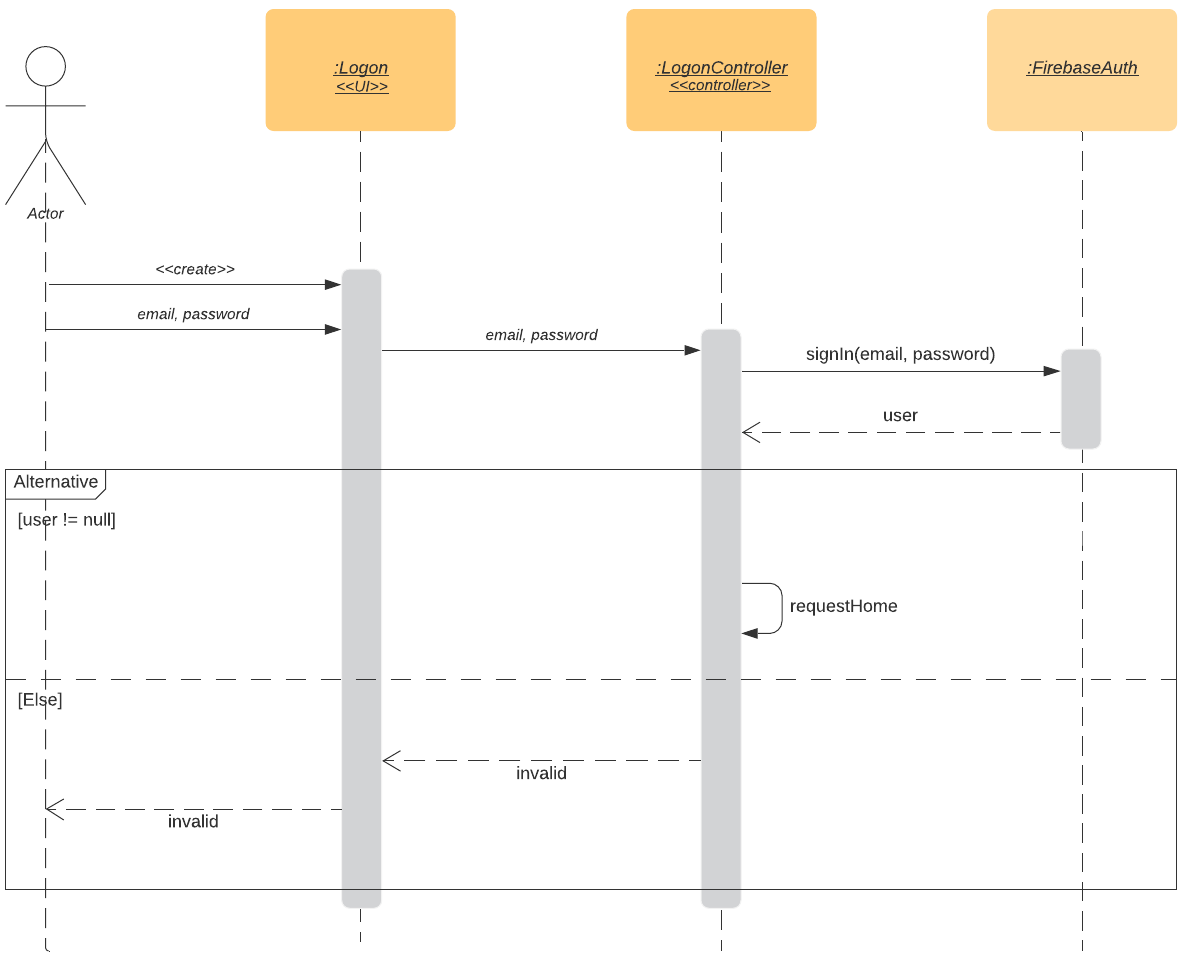 :Logon
<<UI>>
:LogonController
<<controller>>
:FirebaseAuth
Actor
<<create>>
email, password
email, password
signIn(email, password)
user
Alternative
[user != null]
requestHome
[Else]
invalid
invalid